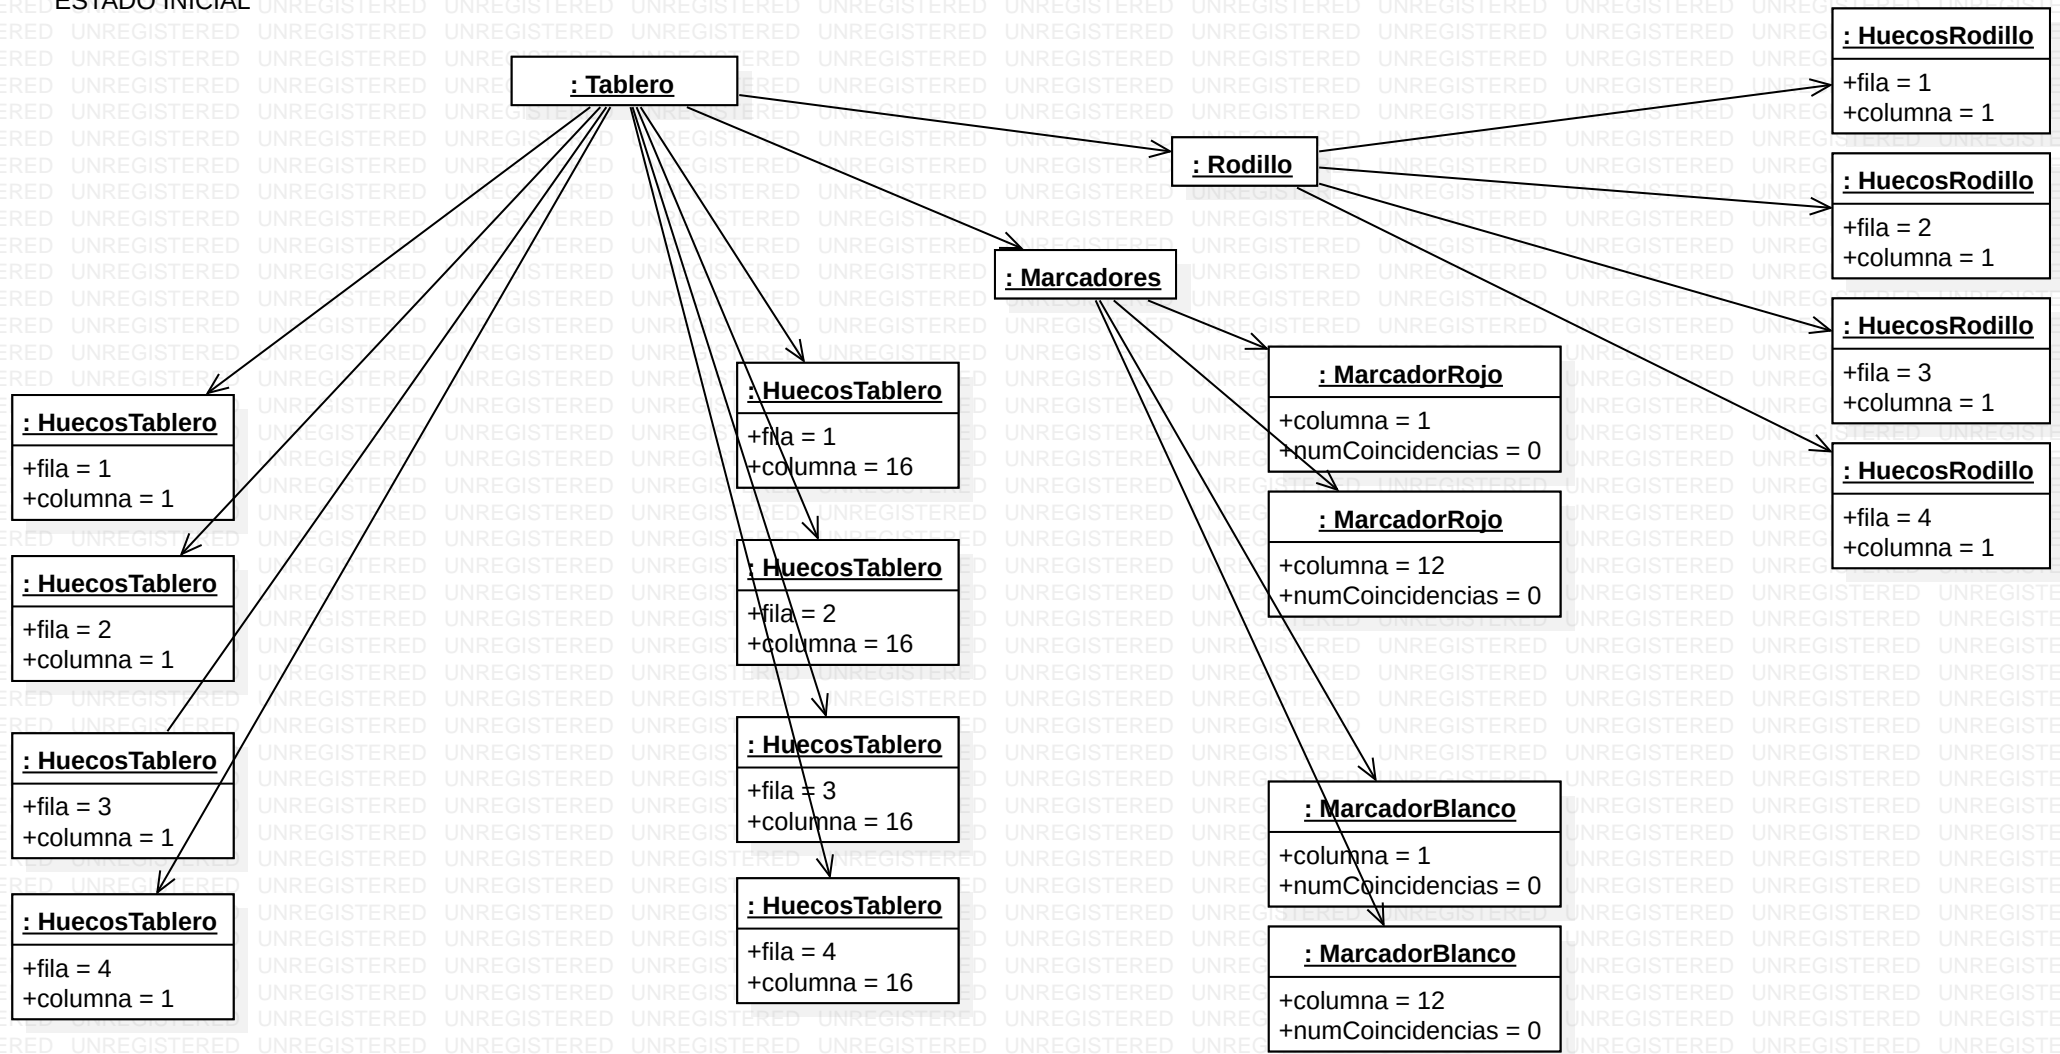 ESTADO INICIAL
: Tablero
: Rodillo
: Marcadores
: HuecosTablero
+fila = 1
+columna = 1
: HuecosTablero
+fila = 2
+columna = 1
: HuecosTablero
+fila = 3
+columna = 1
: HuecosTablero
+fila = 4
+columna = 1
: HuecosTablero
+fila = 1
+columna = 16
: HuecosTablero
+fila = 2
+columna = 16
: HuecosTablero
+fila = 3
+columna = 16
: HuecosTablero
+fila = 4
+columna = 16
: MarcadorRojo
+columna = 1
+numCoincidencias = 0
: MarcadorRojo
+columna = 12
+numCoincidencias = 0
: MarcadorBlanco
+columna = 1
+numCoincidencias = 0
: MarcadorBlanco
+columna = 12
+numCoincidencias = 0
: HuecosRodillo
+fila = 1
+columna = 1
: HuecosRodillo
+fila = 2
+columna = 1
: HuecosRodillo
+fila = 3
+columna = 1
: HuecosRodillo
+fila = 4
+columna = 1
UNREGISTERED